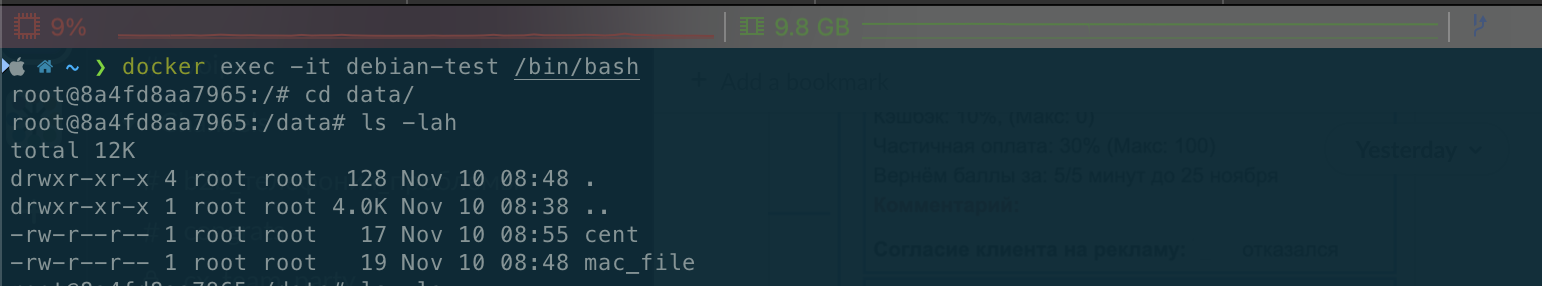 9%
9.8 GB
~ ❯ docker exec -it debian-test /bin/bash
+ Add a bookmark
root@8a4fd8aa7965:/# cd data/
Кэшбэк: 10%, (Макс: 0)
root@8a4fd8aa7965:/data# ls -lah
Частичная оплата: 30% (Макс: 100)
Yesterday
total 12K
Вернём баллы за: 5/5 минут до 25 ноября
drwxr-xr-x 4 root root  128 Nov 10 08:48 .
Комментарий:
drwxr-xr-x 1 root root 4.0K Nov 10 08:38 ..
-rw-r--r-- 1 root root   17 Nov 10 08:55 cent
Согласие клиента на рекламу: отказался
-rw-r--r-- 1 root root   19 Nov 10 08:48 mac_file